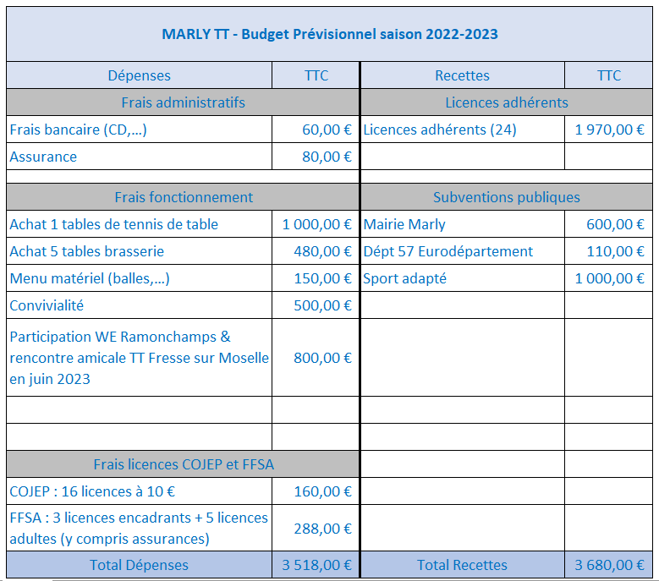 MARLY TT - Budget Prévisionnel saison 2022-2023
Dépenses TTC Recettes TTC
Frais administratifs Licences adhérents
Frais bancaire (CD,...) 60,00 € Licences adhérents (24) 1 970,00 €
Assurance 80,00 €
Frais fonctionnement Subventions publiques
Achat 1 tables de tennis de table 1 000,00 € Mairie Marly 600,00 €
Achat 5 tables brasserie 480,00 € Dépt 57 Eurodépartement 110,00 €
Menu matériel (balles,...) 150,00 € Sport adapté 1 000,00 €
Convivialité 500,00 €
Participation WE Ramonchamps &
rencontre amicale TT Fresse sur Moselle 800,00 €
en juin 2023
Frais licences COJEP et FFSA
COJEP : 16 licences à 10 € 160,00 €
FFSA : 3 licences encadrants + 5 licences 288,00 €
adultes (y compris assurances)
Total Dépenses 3 518,00 € Total Recettes 3 680,00 €